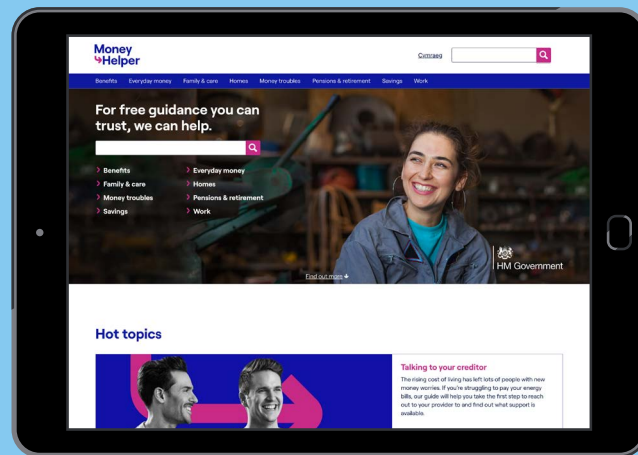 Money
Helper
Cymraeg
Benefits Everyday money Family & care Homes Money troubles Pensions & retirement Savings Work
For free guidance you can
trust, we can help.
Benefits
Family & care
Money troubles
Savings
Everyday money
Homes
Pensions & retirement
Work
HM Government
Find out more
Hot topics
Talking to your creditor
The rising cost of living has left lots of people with new
money worries. If you're struggling to pay your energy
bills, our guide will help you take the first step to reach
out to your provider to and find out what support is
available.